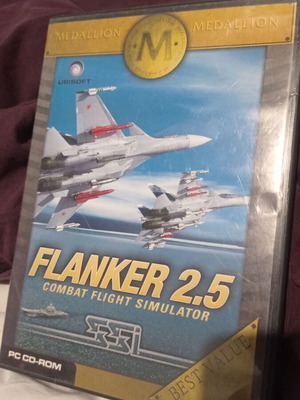 MEDALLION
M
MEDALLION
UBISOFT
FLANKER 2.5
COMBAT FLIGHT SIMULATOR
SSI
PC CD-ROM
BEST VALUE